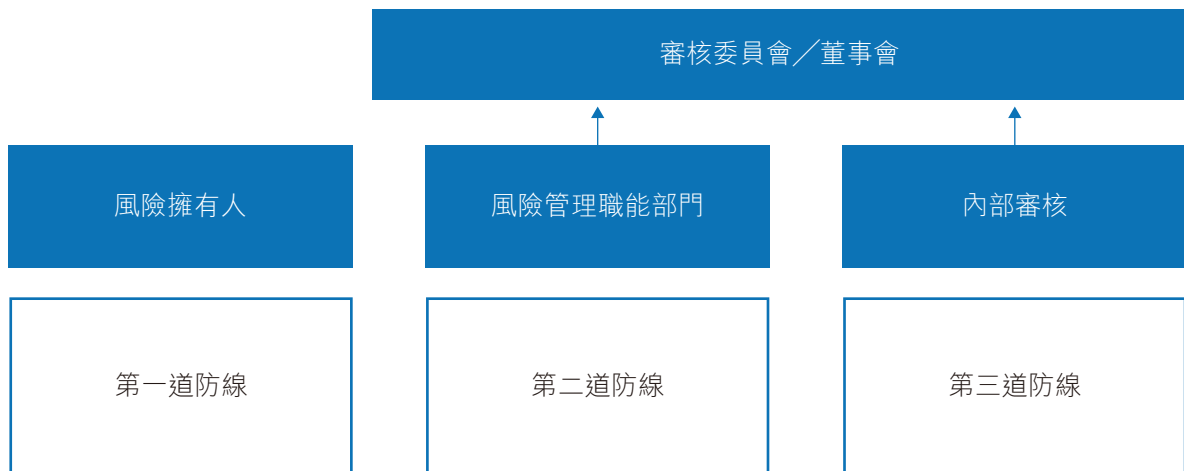 審核委員會╱董事會
風險擁有人
風險管理職能部門
內部審核
第一道防線
第二道防線
第三道防線